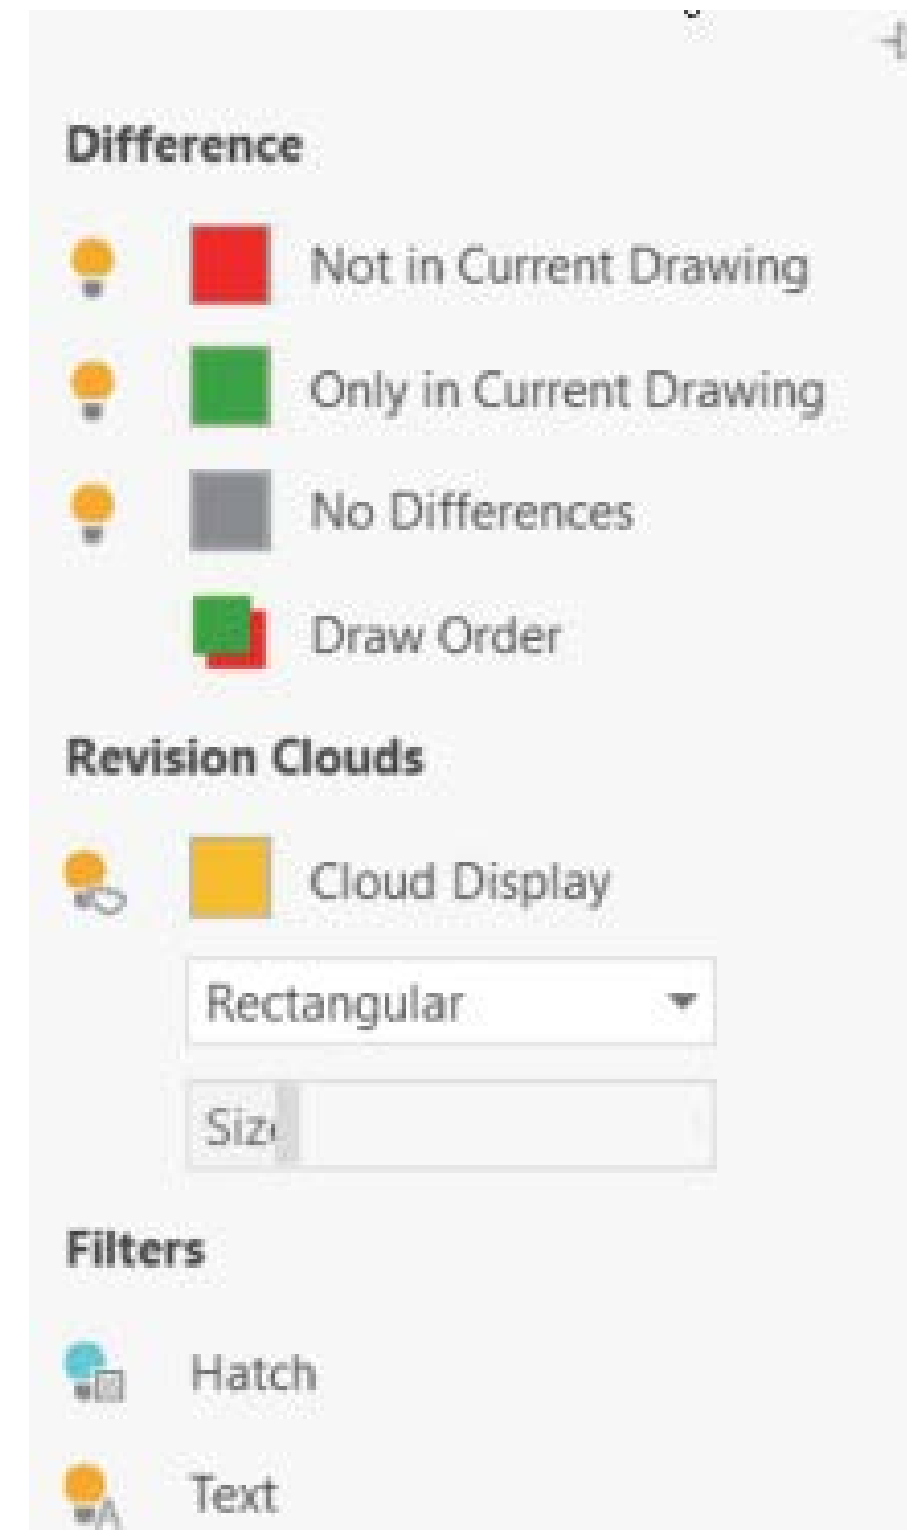 Difference
Not in Current Drawing
Only in Current Drawing
No Differences
Draw Order
Revision Clouds
Cloud Display
Rectangular
Filters
Hatch
Text